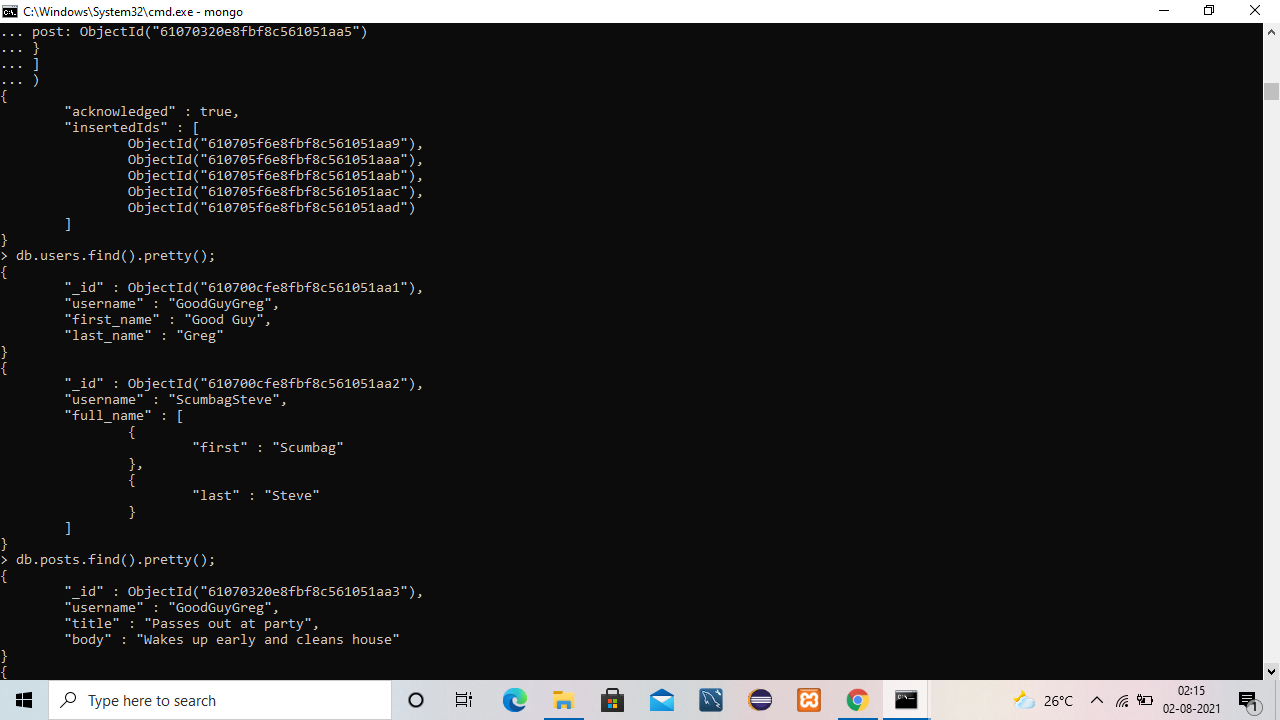 C:\Windows\System32\cmd.exe - mongo
... post: ObjectId("61070320e8fbf8c561051aa5")
... }
... ]
... )
{
"acknowledged" : true,
"insertedIds" : [
ObjectId("610705f6e8fbf8c561051aa9"),
ObjectId("610705f6e8fbf8c561051aaa"),
ObjectId("610705f6e8fbf8c561051aab"),
ObjectId("610705f6e8fbf8c561051aac"),
ObjectId("610705f6e8fbf8c561051aad")
]
}
> db.users.find().pretty();
{
"_id" : ObjectId("610700cfe8fbf8c561051aa1"),
"username" : "GoodGuyGreg",
"first_name" : "Good Guy",
"last_name" : "Greg"
}
{
"_id" : ObjectId("610700cfe8fbf8c561051aa2"),
"username" : "ScumbagSteve",
"full_name" : [
{
"first" : "Scumbag"
},
{
"last" : "Steve"
}
]
}
> db.posts.find().pretty();
{
"_id" : ObjectId("61070320e8fbf8c561051aa3"),
"username" : "GoodGuyGreg",
"title" : "Passes out at party",
"body" : "Wakes up early and cleans house"
}
{
Type here to search
26°C
02:15
02-08-2021
1